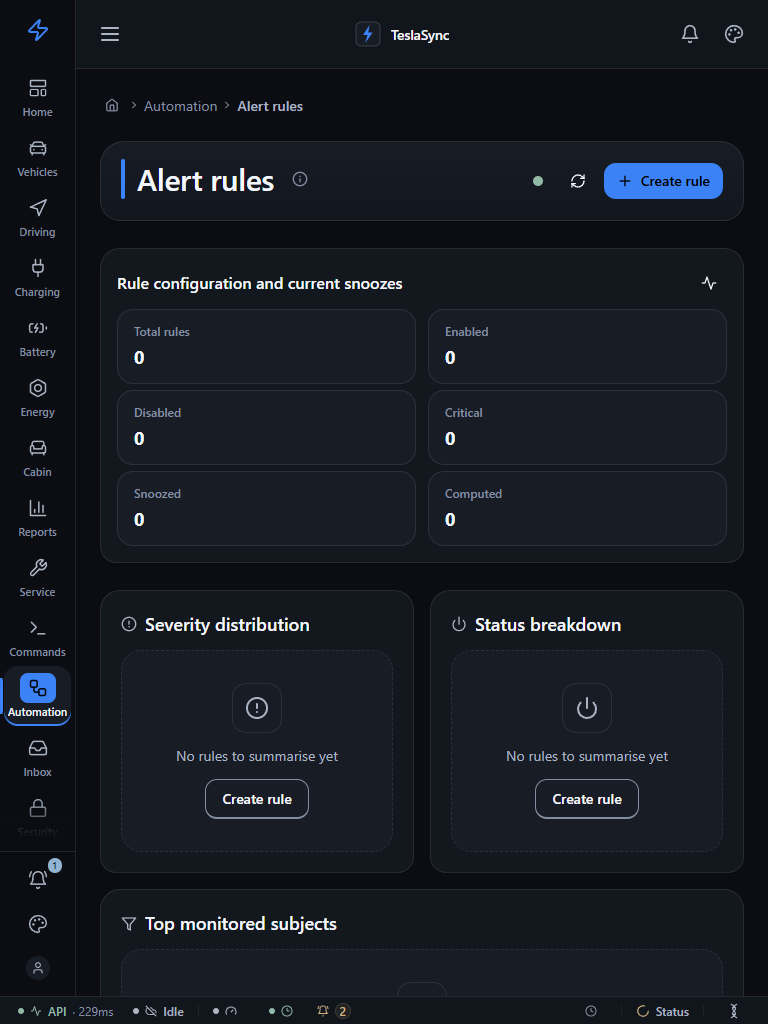 TeslaSync
Home
Vehicles
Driving
Charging
Battery
Energy
Cabin
Reports
Service
Commands
Automation
Inbox
Security
1
Automation
Alert rules
Alert rules
Create rule
Rule configuration and current snoozes
Total rules
0
Enabled
0
Disabled
0
Critical
0
Snoozed
0
Computed
0
Severity distribution
No rules to summarise yet
Create rule
Status breakdown
No rules to summarise yet
Create rule
Top monitored subjects
API · 229ms
Idle
2
Status